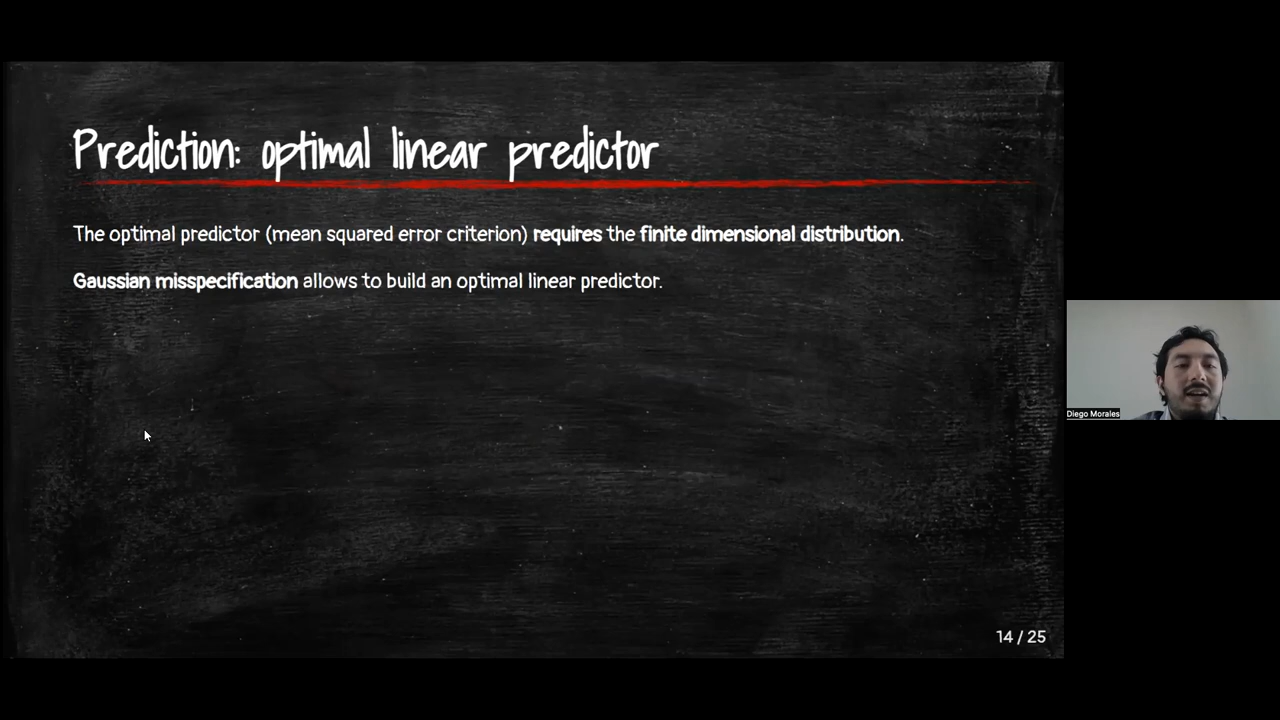 Prediction: optimal linear predictor
The optimal predictor (mean squared error criterion) requires the finite dimensional distribution.
Gaussian misspecification allows to build an optimal linear predictor.
Diego Morales
14 / 25